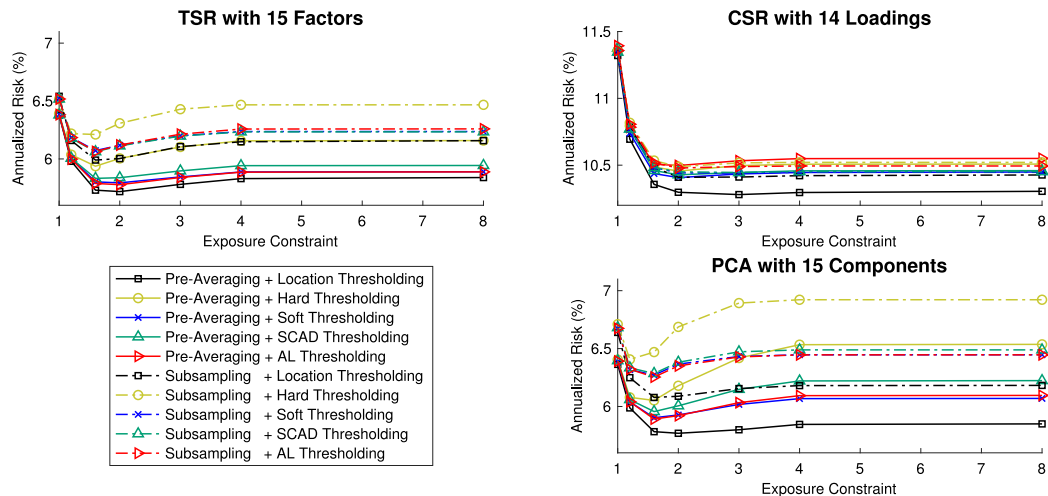 TSR with 15 Factors
7
6.5
6
Annualized Risk (%)
1 2 3 4 5 6 7 8
Exposure Constraint
CSR with 14 Loadings
11.5
11
10.5
Annualized Risk (%)
1 2 3 4 5 6 7 8
Exposure Constraint
Pre-Averaging + Location Thresholding
Pre-Averaging + Hard Thresholding
Pre-Averaging + Soft Thresholding
Pre-Averaging + SCAD Thresholding
Pre-Averaging + AL Thresholding
Subsampling + Location Thresholding
Subsampling + Hard Thresholding
Subsampling + Soft Thresholding
Subsampling + SCAD Thresholding
Subsampling + AL Thresholding
PCA with 15 Components
7
6.5
6
Annualized Risk (%)
1 2 3 4 5 6 7 8
Exposure Constraint